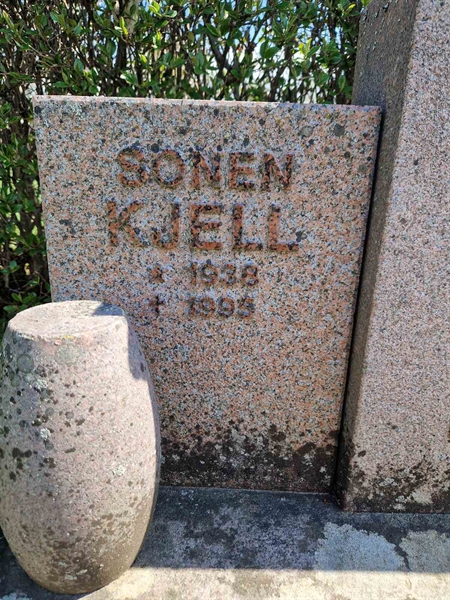 SONEN
KJELL
* 1938
† 1995